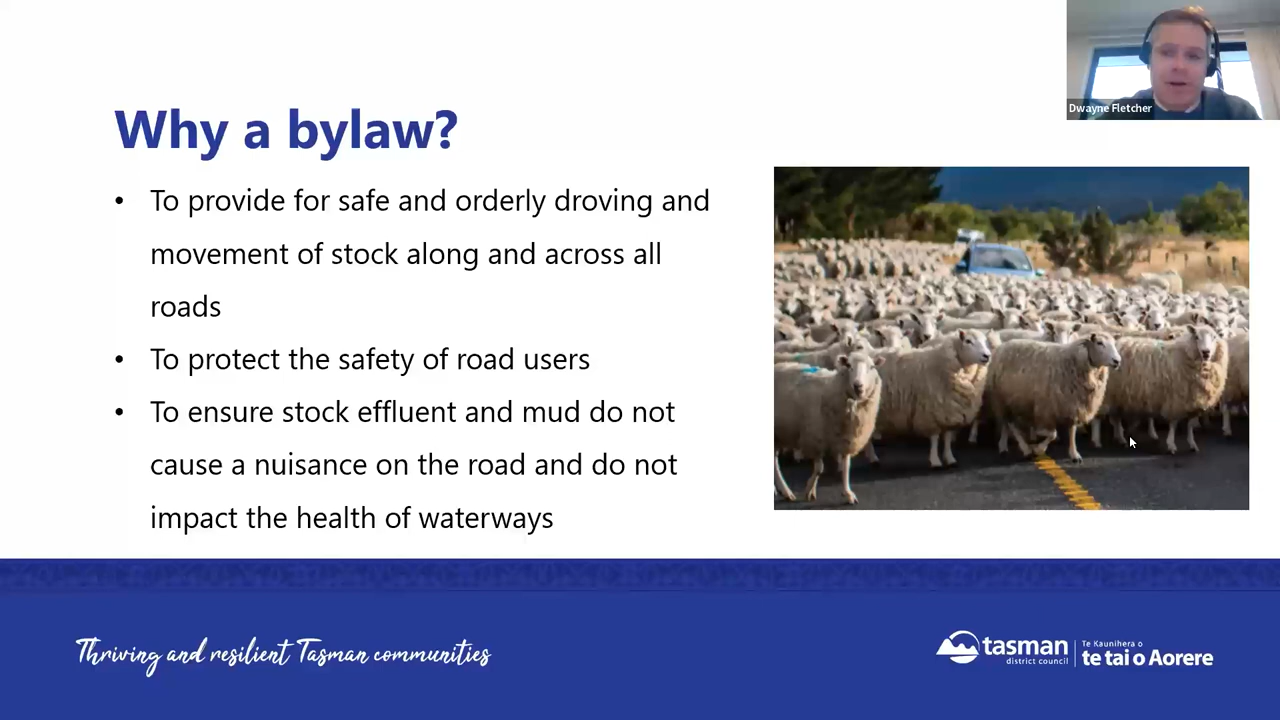 Dwayne Fletcher
Why a bylaw?
• To provide for safe and orderly droving and
movement of stock along and across all
roads
• To protect the safety of road users
• To ensure stock effluent and mud do not
cause a nuisance on the road and do not
impact the health of waterways
Thriving and resilient Tasman communities
tasman
district council
Te Kaunihera o
te tai o Aorere